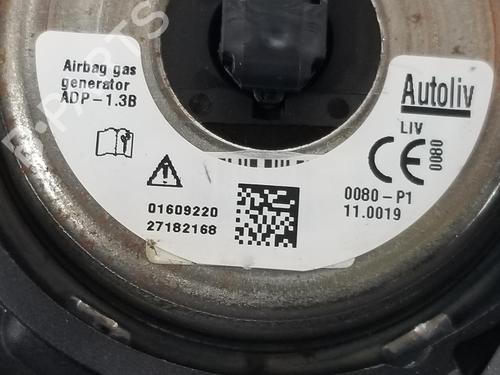 Airbag gas
generator
ADP-1.3B
Autoliv
LIV
CE
0080
0080-P1
11.0019
01609220
27182168